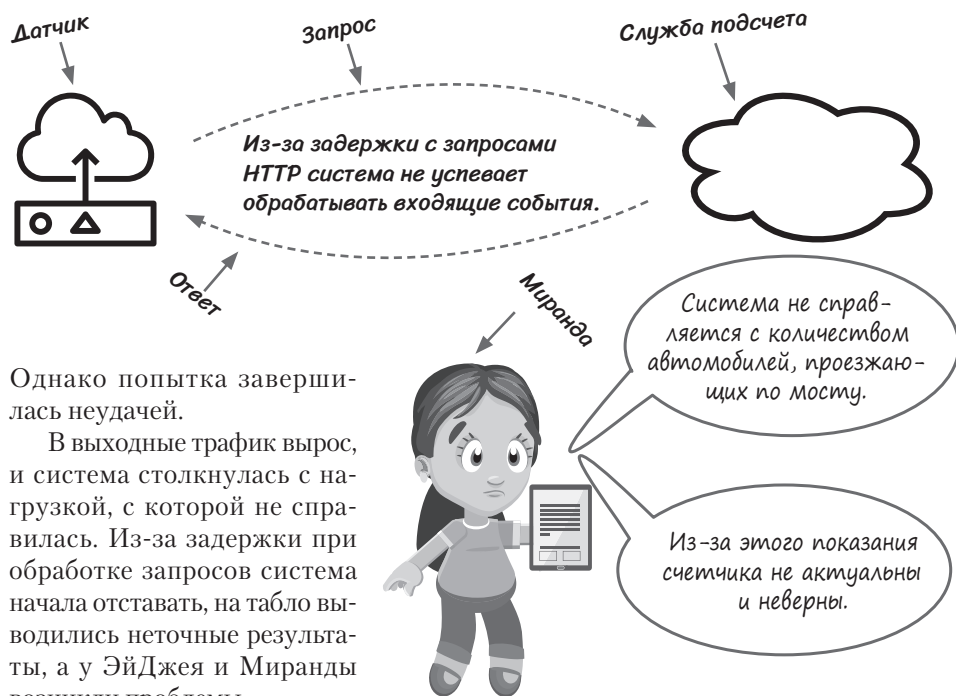 Датчик
Запрос
Служба подсчета
Из-за задержки с запросами
HTTP система не успевает
обрабатывать входящие события.
Ответ
Миранда
Система не справ-
ляется с количеством
автомобилей, проезжаю-
щих по мосту.
Из-за этого показания
счетчика не актуальны
и неверны.
Однако попытка заверши-
лась неудачей.
В выходные трафик вырос,
и система столкнулась с на-
грузкой, с которой не спра-
вилась. Из-за задержки при
обработке запросов система
начала отставать, на табло вы-
водились неточные результа-
ты, а у ЭйДжея и Миранды
возникли проблемы